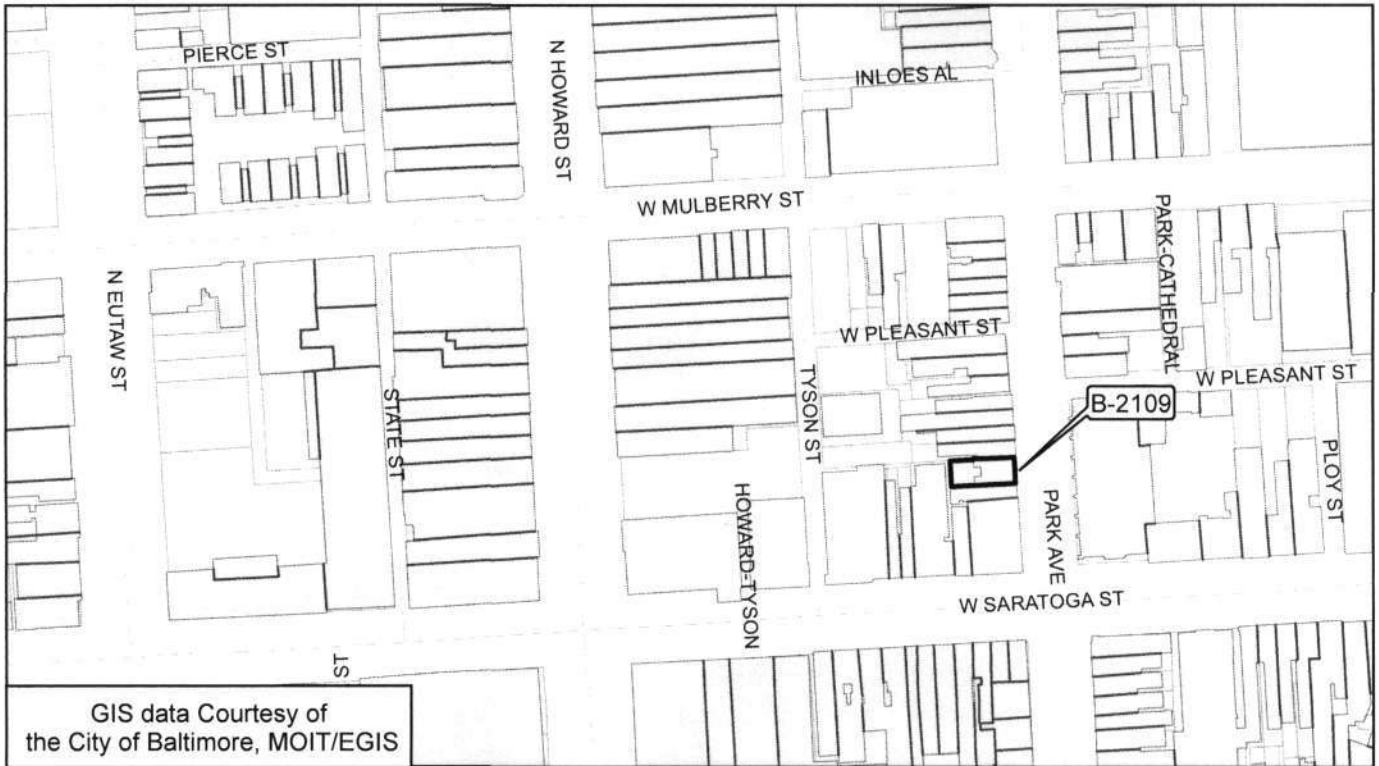 PIERCE ST
N HOWARD ST
INLOES AL
W MULBERRY ST
PARK-CATHEDRAL
N EUTAW ST
W PLEASANT ST
W PLEASANT ST
TYSON ST
STATE ST
B-2109
PLOY ST
HOWARD-TYSON
PARK AVE
W SARATOGA ST
ST
GIS data Courtesy of
the City of Baltimore, MOIT/EGIS